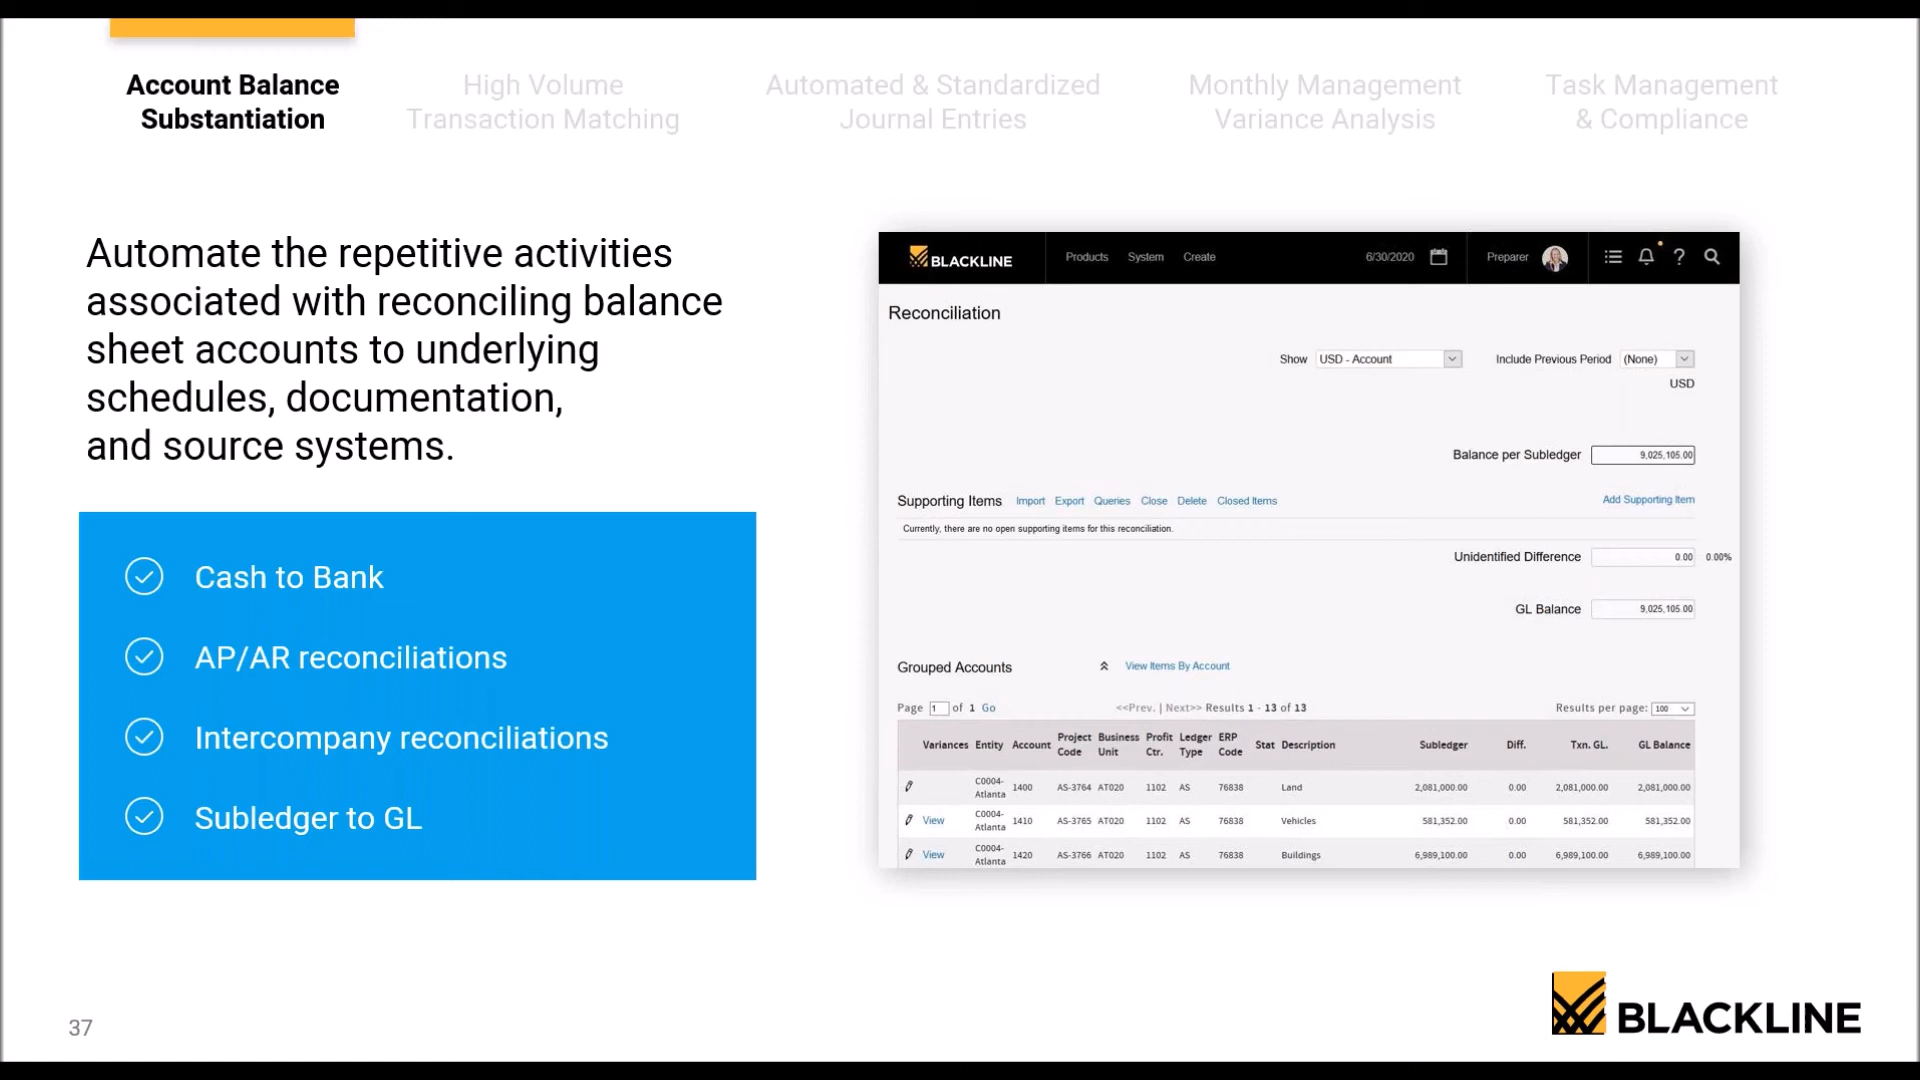 Account Balance
Substantiation
High Volume
Transaction Matching
Automated & Standardized
Journal Entries
Monthly Management
Variance Analysis
Task Management
& Compliance
Automate the repetitive activities
associated with reconciling balance
sheet accounts to underlying
schedules, documentation,
and source systems.
Cash to Bank
AP/AR reconciliations
Intercompany reconciliations
Subledger to GL
BLACKLINE Products System Create 6/30/2020 Preparer ?
Reconciliation
Show USD - Account Include Previous Period (None)
USD
Balance per Subledger 9,025,105.00
Supporting Items Import Export Queries Close Delete Closed Items Add Supporting Item
Currently, there are no open supporting items for this reconciliation.
Unidentified Difference 0.00 0.00%
GL Balance 9,025,105.00
Grouped Accounts View Items By Account
Page 1 of 1 Go <<Prev. | Next>> Results 1 - 13 of 13 Results per page: 100
Variances Entity Account Project Code Business Unit Profit Ctr. Ledger Type ERP Code Stat Description Subledger Diff. Txn. GL. GL Balance
C0004-Atlanta 1400 AS-3764 AT020 1102 AS 76838 Land 2,081,000.00 0.00 2,081,000.00 2,081,000.00
View C0004-Atlanta 1410 AS-3765 AT020 1102 AS 76838 Vehicles 581,352.00 0.00 581,352.00 581,352.00
View C0004-Atlanta 1420 AS-3766 AT020 1102 AS 76838 Buildings 6,989,100.00 0.00 6,989,100.00 6,989,100.00
37
BLACKLINE